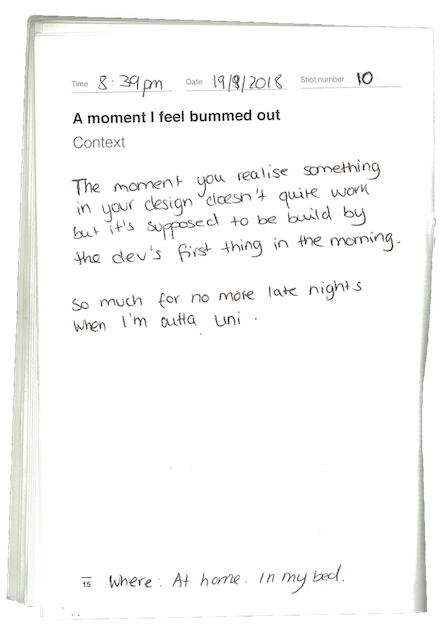 Time 8:39pm Date 19/9/2018 Shot number 10
A moment I feel bummed out
Context
The moment you realise something
in your design doesn't quite work
but it's supposed to be build by
the dev's first thing in the morning.
So much for no more late nights
when I'm outta uni.
15 Where: At home. In my bed.